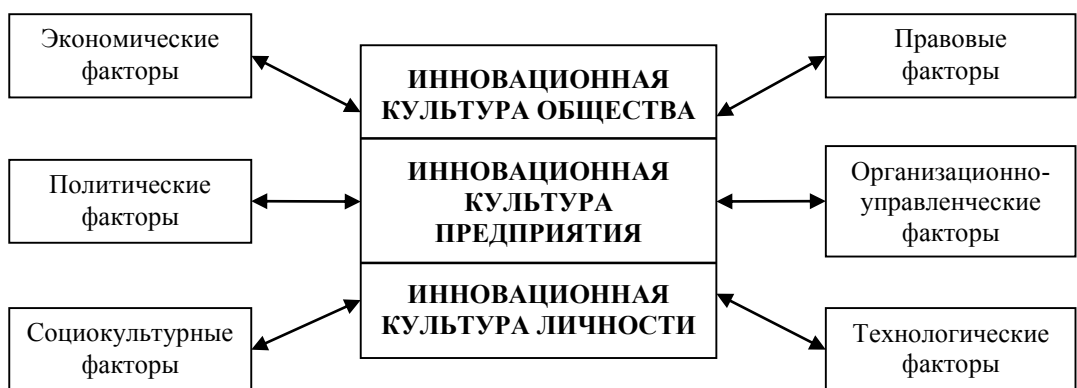 Экономические
факторы
Политические
факторы
Социокультурные
факторы
ИННОВАЦИОННАЯ
КУЛЬТУРА ОБЩЕСТВА
ИННОВАЦИОННАЯ
КУЛЬТУРА
ПРЕДПРИЯТИЯ
ИННОВАЦИОННАЯ
КУЛЬТУРА ЛИЧНОСТИ
Правовые
факторы
Организационно-
управленческие
факторы
Технологические
факторы